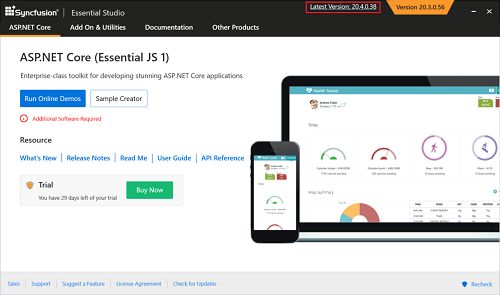 Syncfusion | Essential Studio
Latest Version: 20.4.0.38
Version 20.3.0.56
ASP.NET Core
Add On & Utilities
Documentation
Other Products
ASP.NET Core (Essential JS 1)
Enterprise-class toolkit for developing stunning ASP.NET Core applications
Run Online Demos
Sample Creator
Additional Software Required
Resource
What's New | Release Notes | Read Me | User Guide | API Reference
Trial
You have 29 days left of your trial
Buy Now
Health Tracker
Today
Sales | Support | Suggest a Feature | License Agreement | Check for Updates
Recheck